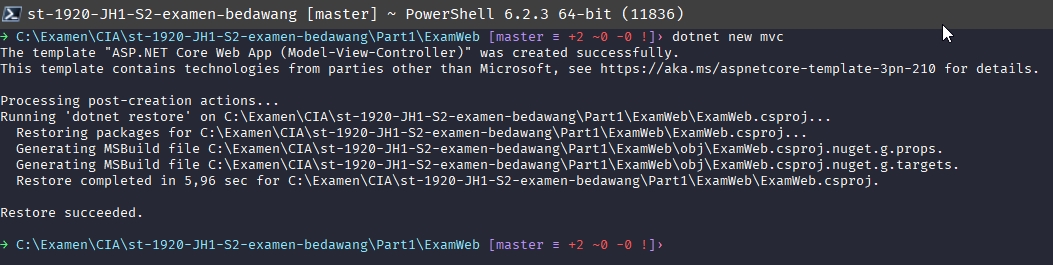 st-1920-JH1-S2-examen-bedawang [master] ~ PowerShell 6.2.3 64-bit (11836)
→ C:\Examen\CIA\st-1920-JH1-S2-examen-bedawang\Part1\ExamWeb [master ≡ +2 ~0 -0 !]› dotnet new mvc
The template "ASP.NET Core Web App (Model-View-Controller)" was created successfully.
This template contains technologies from parties other than Microsoft, see https://aka.ms/aspnetcore-template-3pn-210 for details.
Processing post-creation actions...
Running 'dotnet restore' on C:\Examen\CIA\st-1920-JH1-S2-examen-bedawang\Part1\ExamWeb\ExamWeb.csproj...
Restoring packages for C:\Examen\CIA\st-1920-JH1-S2-examen-bedawang\Part1\ExamWeb\ExamWeb.csproj...
Generating MSBuild file C:\Examen\CIA\st-1920-JH1-S2-examen-bedawang\Part1\ExamWeb\obj\ExamWeb.csproj.nuget.g.props.
Generating MSBuild file C:\Examen\CIA\st-1920-JH1-S2-examen-bedawang\Part1\ExamWeb\obj\ExamWeb.csproj.nuget.g.targets.
Restore completed in 5,96 sec for C:\Examen\CIA\st-1920-JH1-S2-examen-bedawang\Part1\ExamWeb\ExamWeb.csproj.
Restore succeeded.
→ C:\Examen\CIA\st-1920-JH1-S2-examen-bedawang\Part1\ExamWeb [master ≡ +2 ~0 -0 !]›